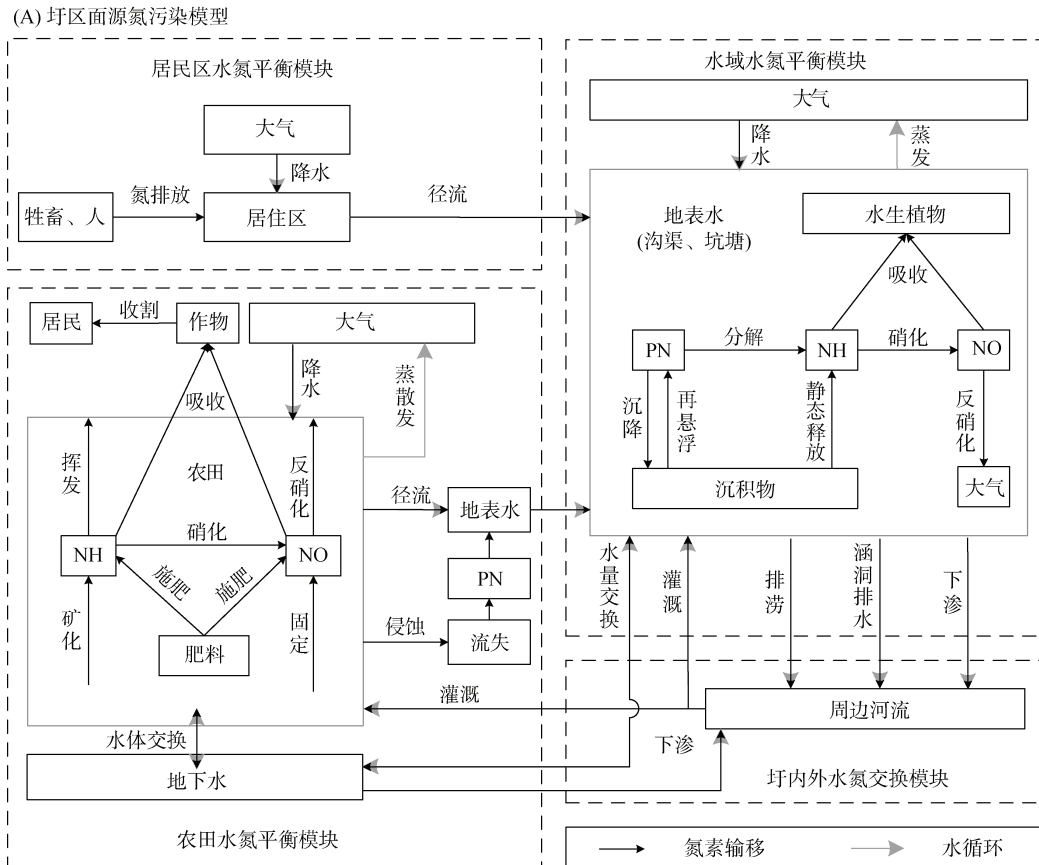 (A) 圩区面源氮污染模型
居民区水氮平衡模块
大气
降水
牲畜、人
氮排放
居住区
径流
水域水氮平衡模块
大气
降水
蒸发
地表水
(沟渠、坑塘)
水生植物
吸收
PN
分解
NH
硝化
NO
沉降
再悬浮
静态释放
反硝化
沉积物
大气
居民
收割
作物
大气
降水
蒸散发
吸收
挥发
农田
反硝化
硝化
NH
NO
施肥
施肥
矿化
肥料
固定
径流
地表水
PN
侵蚀
流失
水体交换
地下水
农田水氮平衡模块
水量交换
灌溉
排涝
涵洞排水
下渗
灌溉
周边河流
下渗
圩内外水氮交换模块
氮素输移
水循环